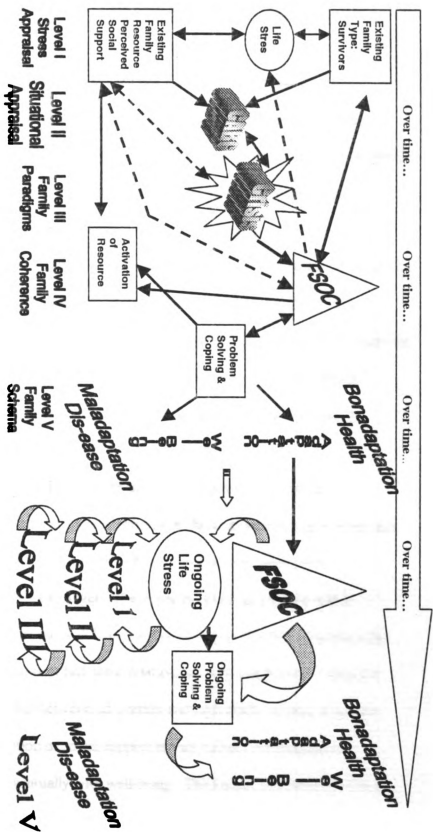 Over time...
Over time...
Over time...
Over time...
Existing
Family
Type:
Survivors
Life
Stres
Existing
Family
Resource
Perceived
Social
Support
FSOC
Activation
of
Resource
Problem
Solving &
Coping
Bonadaptation
Health
Adaptation
Well Being
Maladaptation
Dis-ease
FSOC
Ongoing
Life
Stress
Ongoing
Problem
Solving &
Coping
Level I
Level II
Level III
Bonadaptation
Health
Adaptation
Well Being
Maladaptation
Dis-ease
Level V
Level I
Stress
Appraisal
Level II
Situational
Appraisal
Level III
Family
Paradigms
Level IV
Family
Coherence
Level V
Family
Schema